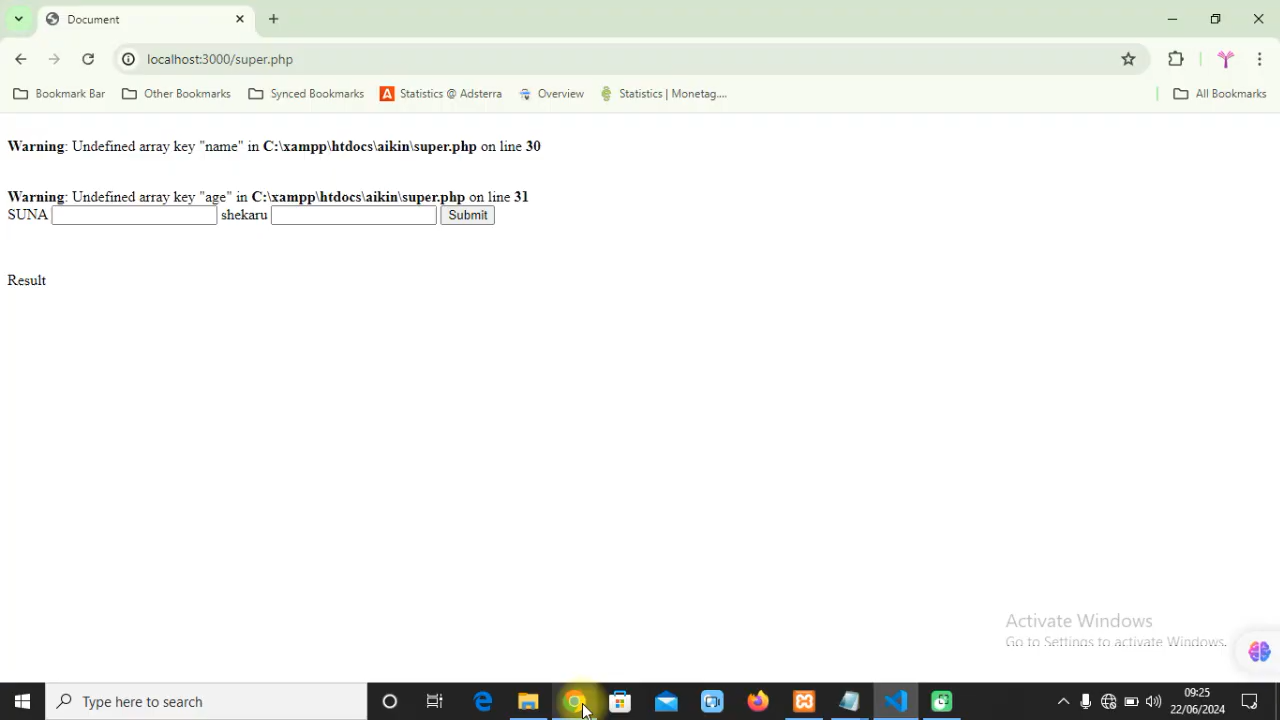 Document
localhost:3000/super.php
Bookmark Bar
Other Bookmarks
Synced Bookmarks
Statistics @ Adsterra
Overview
Statistics | Monetag....
All Bookmarks
Warning: Undefined array key "name" in C:\xampp\htdocs\aikin\super.php on line 30
Warning: Undefined array key "age" in C:\xampp\htdocs\aikin\super.php on line 31
SUNA shekaru Submit
Result
Activate Windows
Go to Settings to activate Windows.
Type here to search
09:25
22/06/2024